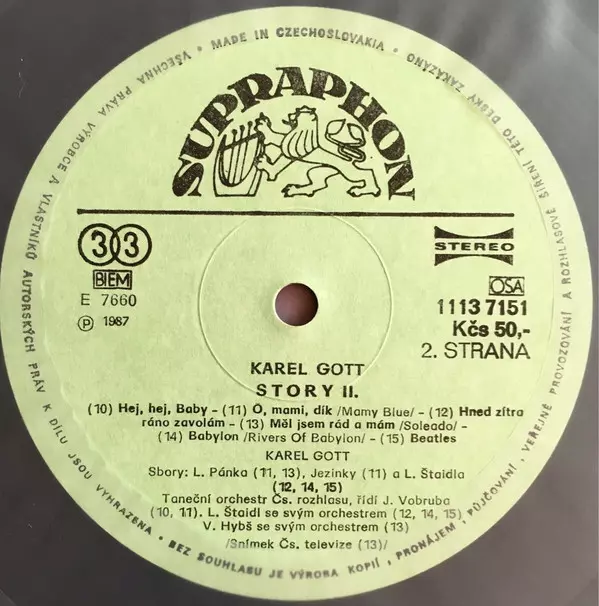 SUPRAPHON
MADE IN CZECHOSLOVAKIA • VŠECHNA PRÁVA VÝROBCE A VLASTNÍKŮ AUTORSKÝCH PRÁV K DÍLU JSOU VYHRAZENA • BEZ SOUHLASU JE VÝROBA KOPIÍ, PRONÁJEM, PŮJČOVÁNÍ, VEŘEJNÉ PROVOZOVÁNÍ A ROZHLASOVÉ ŠÍŘENÍ TÉTO DESKY ZAKÁZÁNO •
33
BIEM
E 7660
Ⓟ 1987
STEREO
OSA
1113 7151
Kčs 50,-
2. STRANA
KAREL GOTT
STORY II.
(10) Hej, hej, Baby – (11) Ó, mami, dík /Mamy Blue/ – (12) Hned zítra
ráno zavolám – (13) Měl jsem rád a mám /Soleado/ –
(14) Babylon /Rivers Of Babylon/ – (15) Beatles
KAREL GOTT
Sbory: L. Pánka (11, 13), Jezinky (11) a L. Štaidla
(12, 14, 15)
Taneční orchestr Čs. rozhlasu, řídí J. Vobruba
(10, 11). L. Štaidl se svým orchestrem (12, 14, 15)
V. Hybš se svým orchestrem (13)
/Snímek Čs. televize (13)/